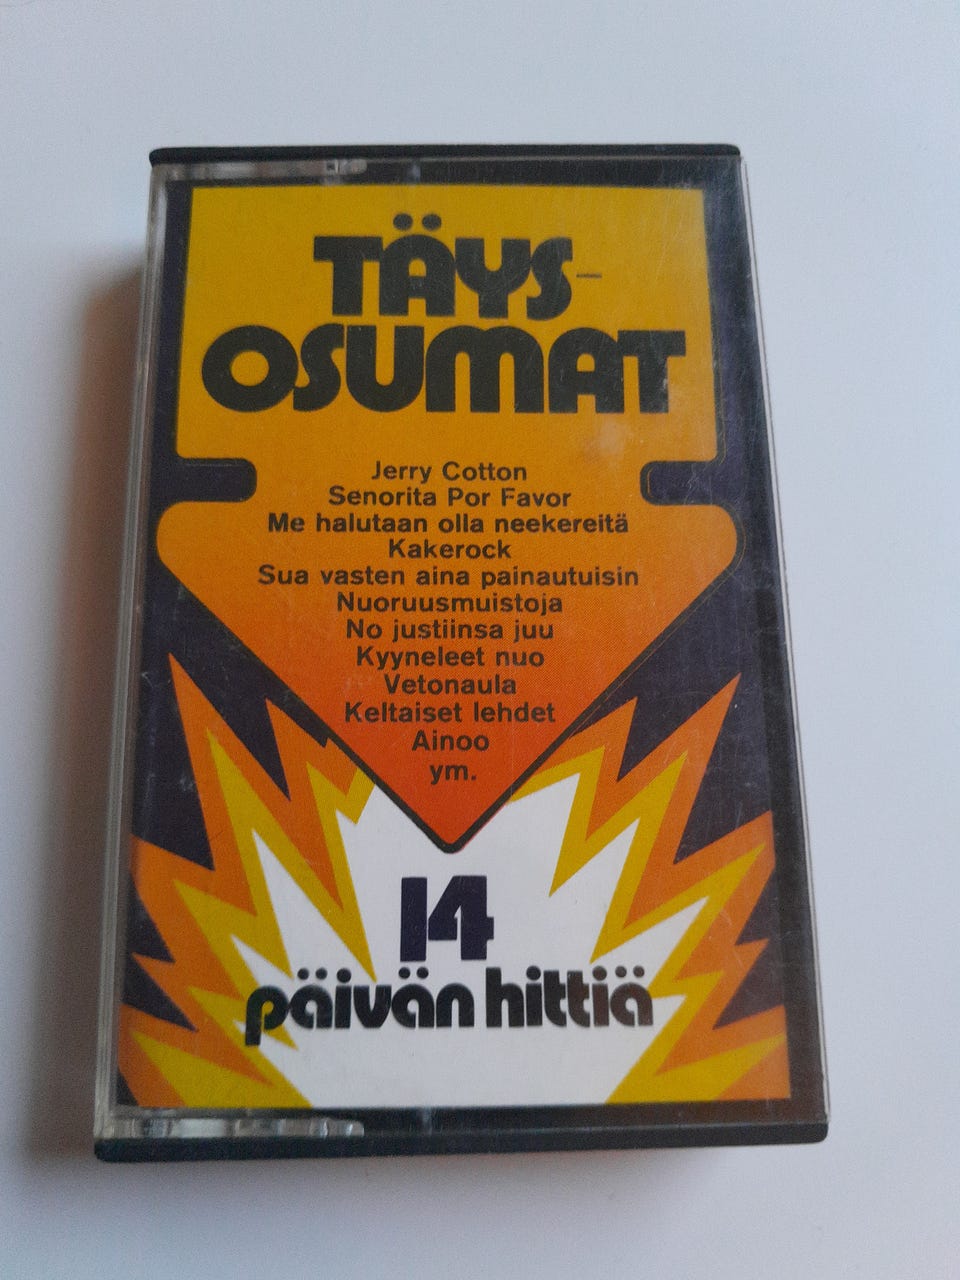 TÄYS-
OSUMAT
Jerry Cotton
Senorita Por Favor
Me halutaan olla neekereitä
Kakerock
Sua vasten aina painautuisin
Nuoruusmuistoja
No justiinsa juu
Kyyneleet nuo
Vetonaula
Keltaiset lehdet
Ainoo
ym.
14
päivän hittiä